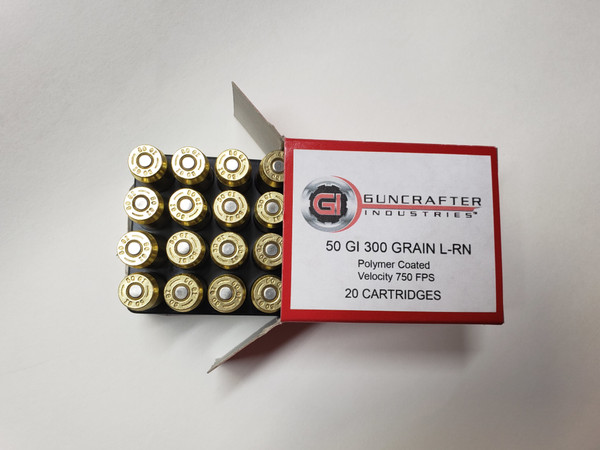 GI GUNCRAFTER
INDUSTRIES®
50 GI 300 GRAIN L-RN
Polymer Coated
Velocity 750 FPS
20 CARTRIDGES